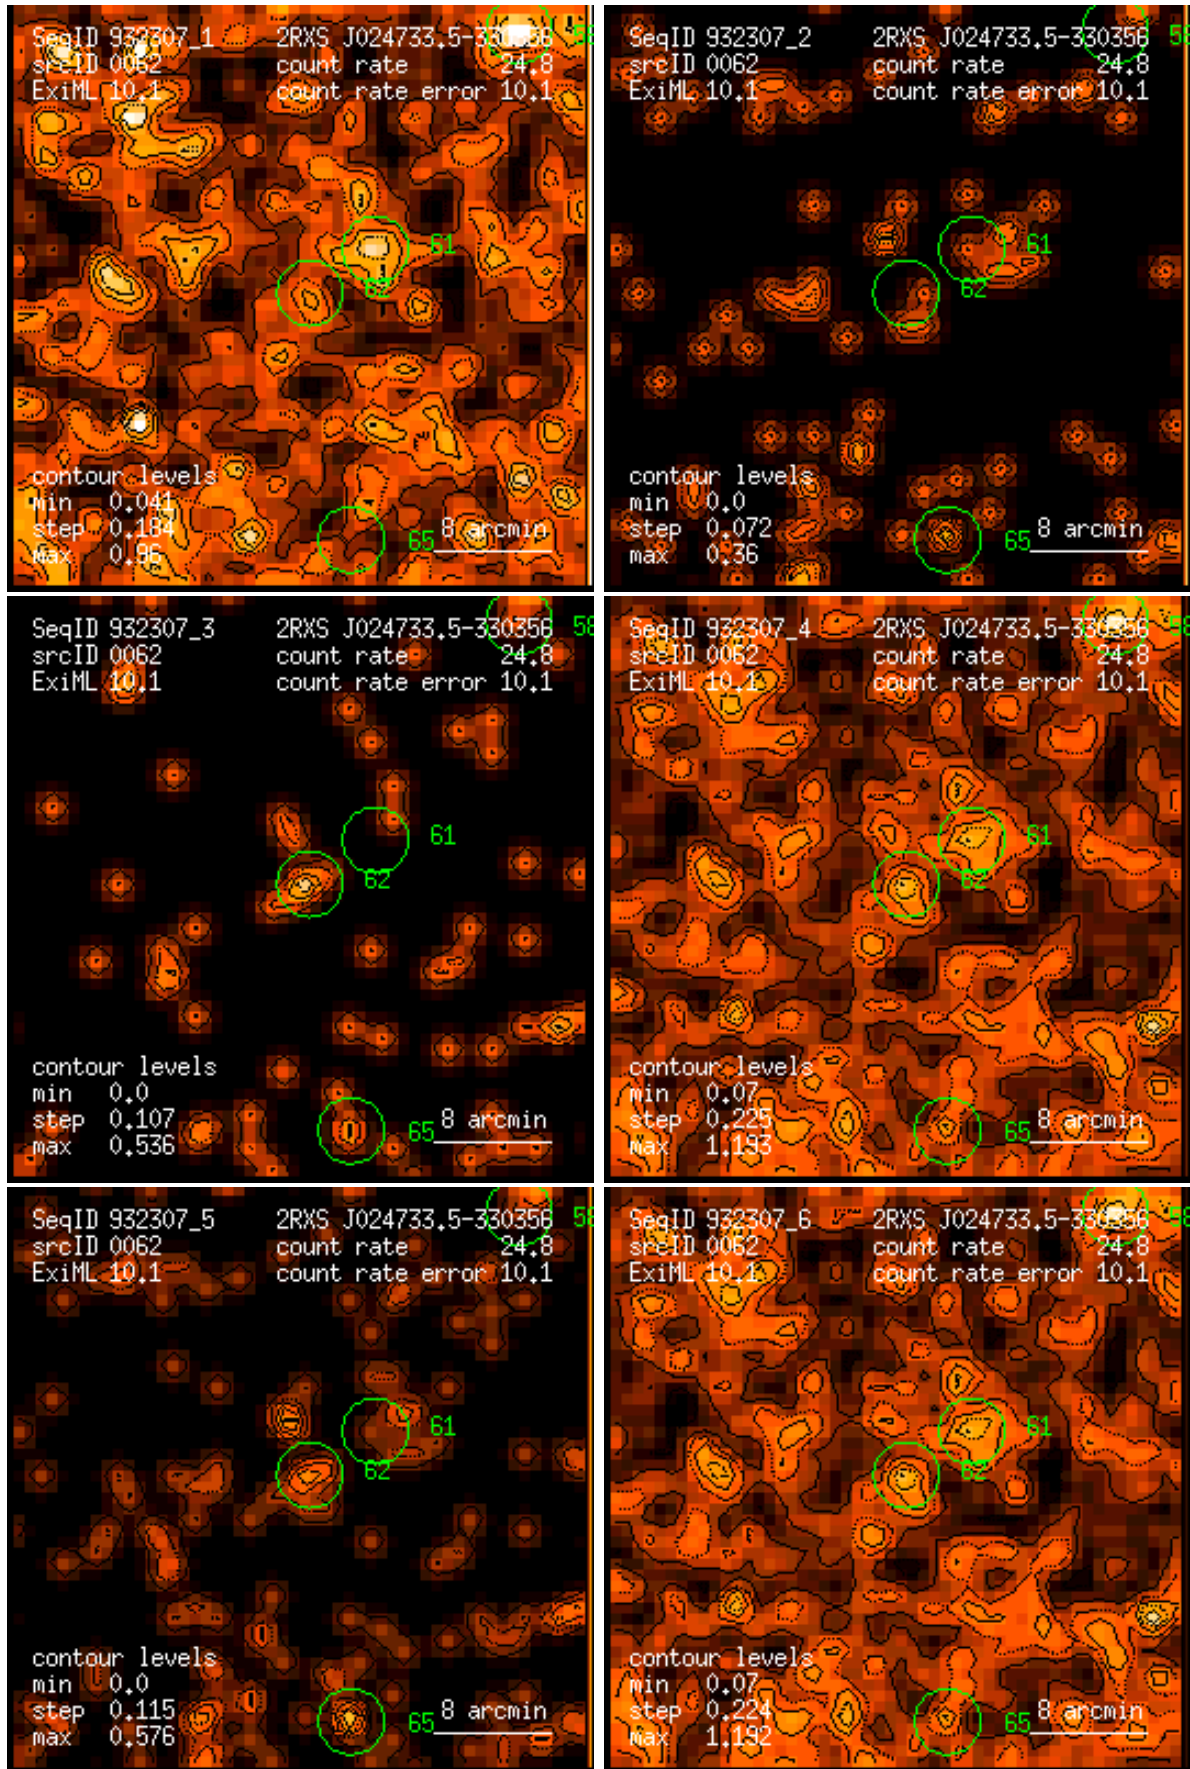 SeqID 932307_1 2RXS J024733.5-330356
58
srcID 0062 count rate 24.8
ExiML 10.1 count rate error 10.1
61
62
contour levels
min 0.041
step 0.184 8 arcmin
65
max 0.96
SeqID 932307_2 2RXS J024733.5-330356
58
srcID 0062 count rate 24.8
ExiML 10.1 count rate error 10.1
61
62
contour levels
min 0.0
step 0.072 8 arcmin
65
max 0.36
SeqID 932307_3 2RXS J024733.5-330356
58
srcID 0062 count rate 24.8
ExiML 10.1 count rate error 10.1
61
62
contour levels
min 0.0
step 0.107 8 arcmin
65
max 0.536
SeqID 932307_4 2RXS J024733.5-330356
58
srcID 0062 count rate 24.8
ExiML 10.1 count rate error 10.1
61
62
contour levels
min 0.07
step 0.225 8 arcmin
65
max 1.193
SeqID 932307_5 2RXS J024733.5-330356
58
srcID 0062 count rate 24.8
ExiML 10.1 count rate error 10.1
61
62
contour levels
min 0.0
step 0.115 8 arcmin
65
max 0.576
SeqID 932307_6 2RXS J024733.5-330356
58
srcID 0062 count rate 24.8
ExiML 10.1 count rate error 10.1
61
62
contour levels
min 0.07
step 0.224 8 arcmin
65
max 1.192